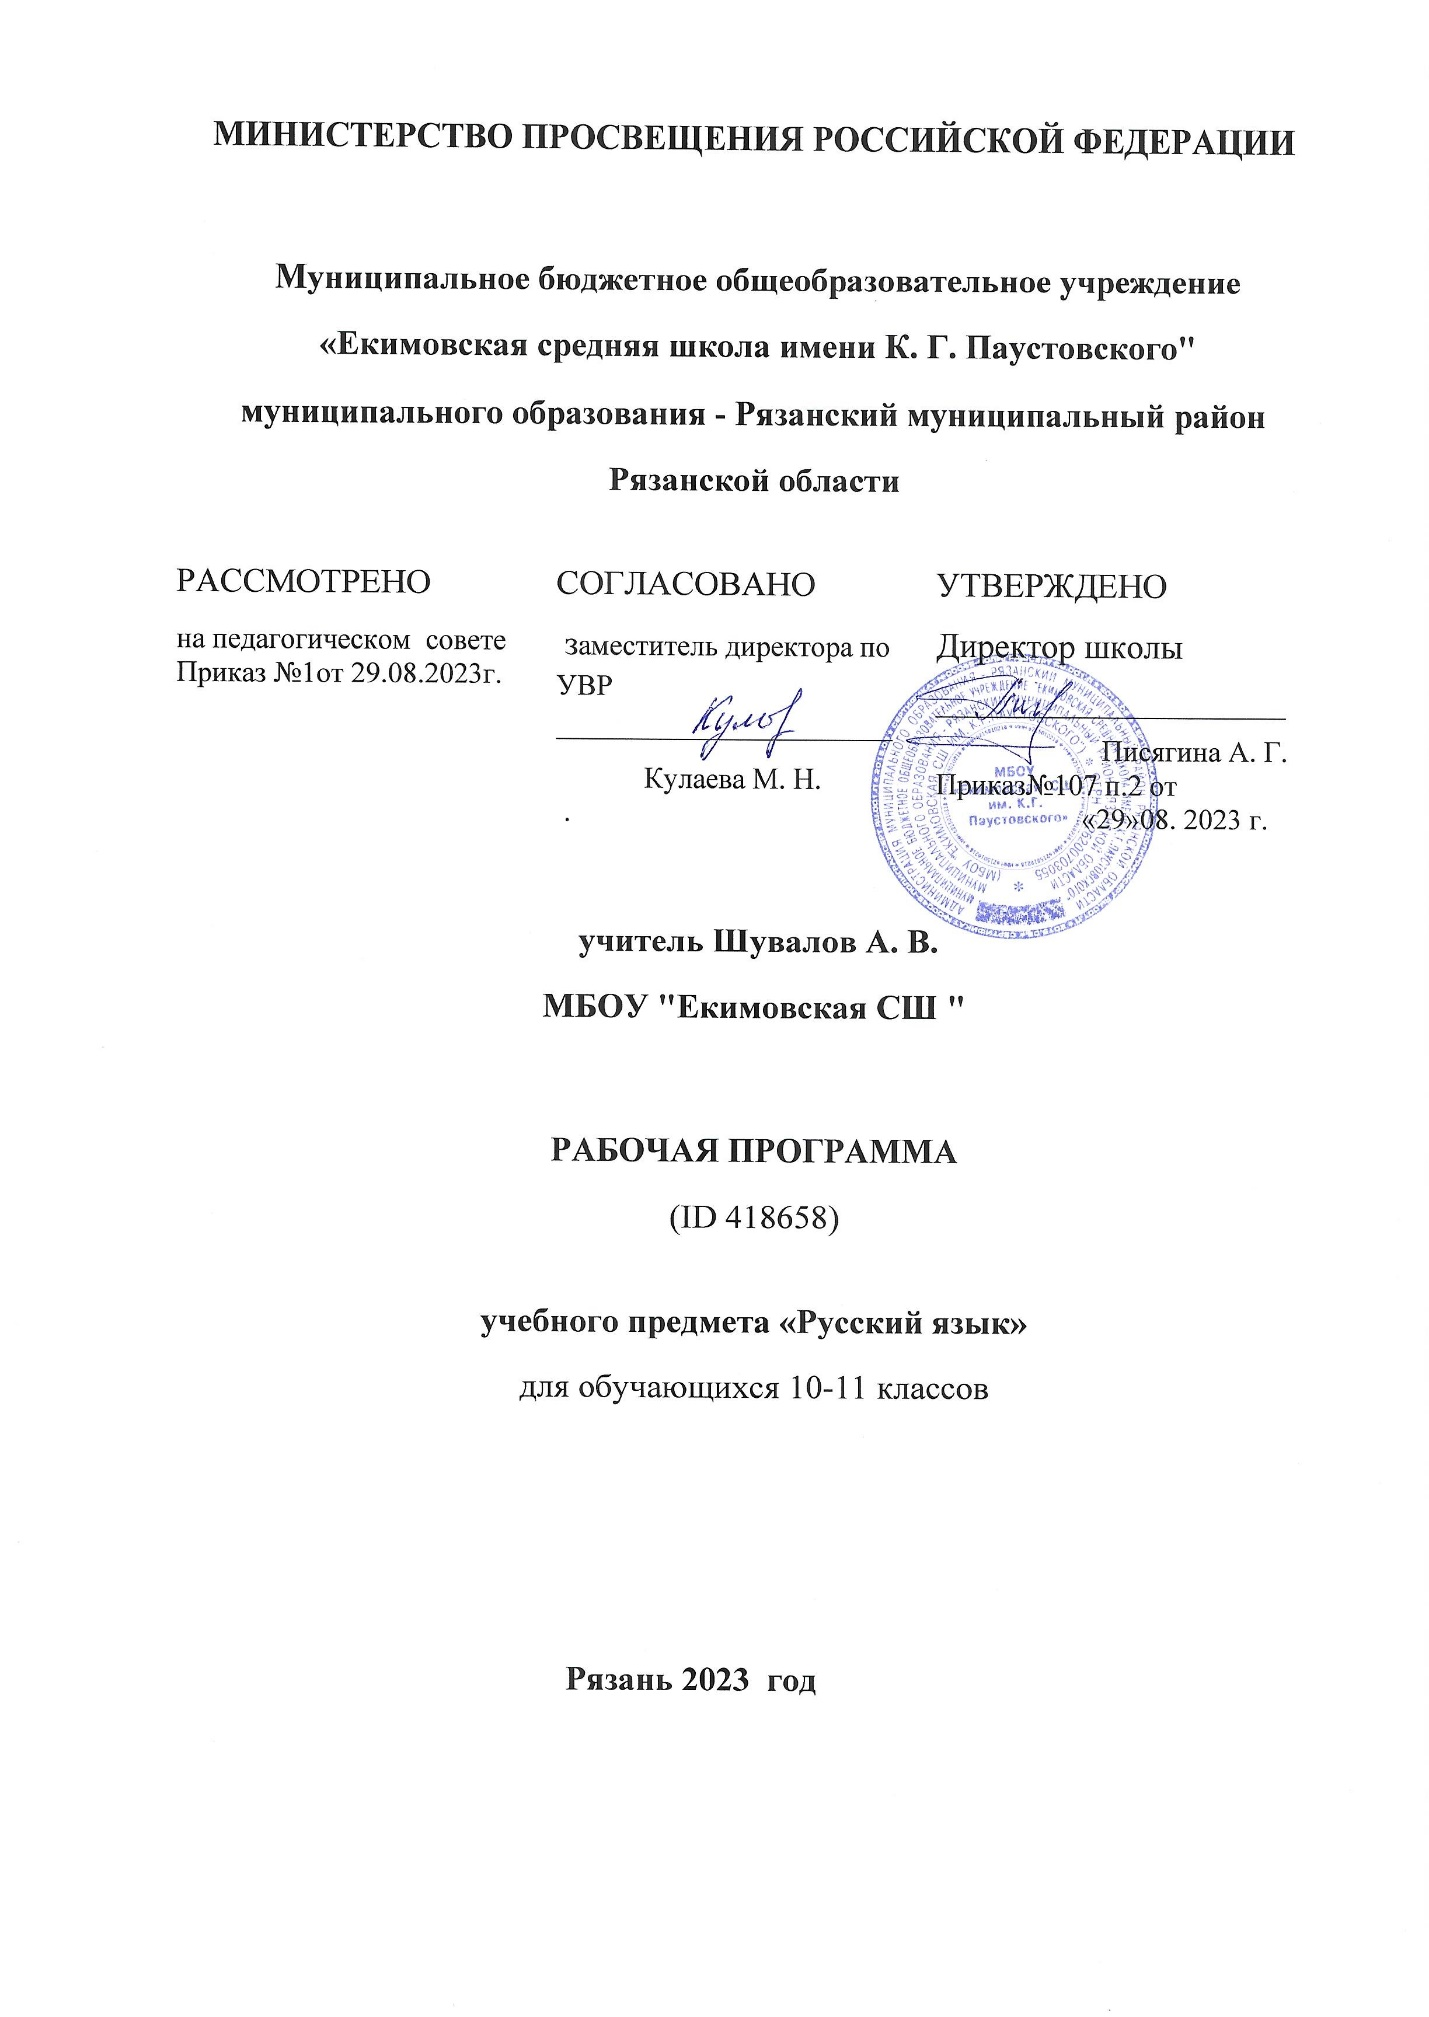 МИНИСТЕРСТВО ПРОСВЕЩЕНИЯ РОССИЙСКОЙ ФЕДЕРАЦИИ
Муниципальное бюджетное общеобразовательное учреждение
«Екимовская средняя школа имени К. Г. Паустовского"
муниципального образования - Рязанский муниципальный район
Рязанской области
РАССМОТРЕНО
на педагогическом совете
Приказ №1от 29.08.2023г.
СОГЛАСОВАНО
заместитель директора по
УВР
Кулаева М. Н.
.
УТВЕРЖДЕНО
Директор школы
Писягина А. Г.
Приказ№107 п.2 от
«29»08. 2023 г.
МБОУ
им. К.Г.
Паустовского»
учитель Шувалов А. В.
МБОУ "Екимовская СШ "
РАБОЧАЯ ПРОГРАММА
(ID 418658)
учебного предмета «Русский язык»
для обучающихся 10-11 классов
Рязань 2023 год